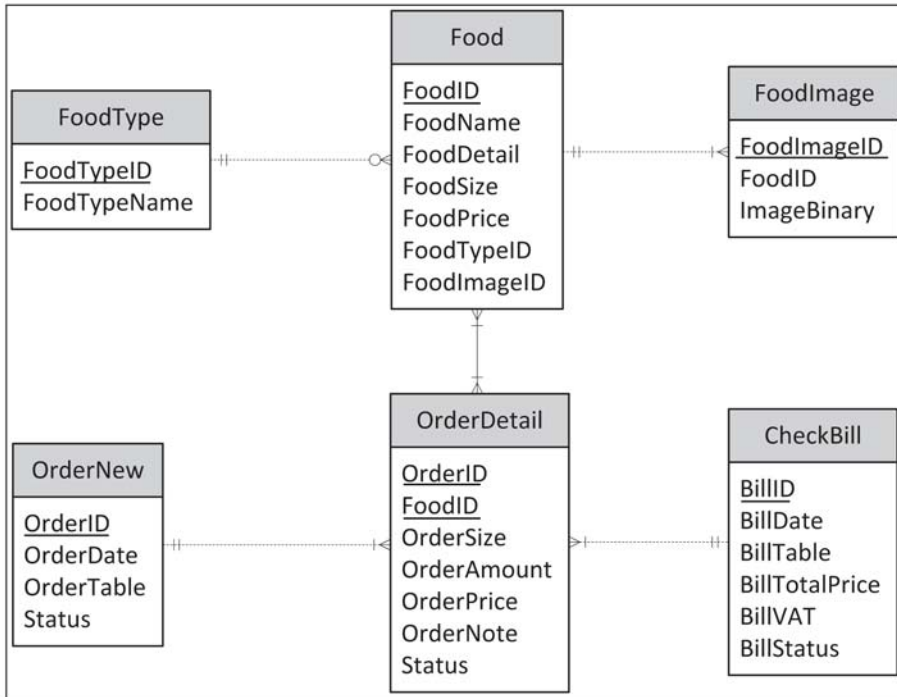 Food
FoodID
FoodName
FoodDetail
FoodSize
FoodPrice
FoodTypeID
FoodImageID
FoodType
FoodTypeID
FoodTypeName
FoodImage
FoodImageID
FoodID
ImageBinary
OrderNew
OrderID
OrderDate
OrderTable
Status
OrderDetail
OrderID
FoodID
OrderSize
OrderAmount
OrderPrice
OrderNote
Status
CheckBill
BillID
BillDate
BillTable
BillTotalPrice
BillVAT
BillStatus